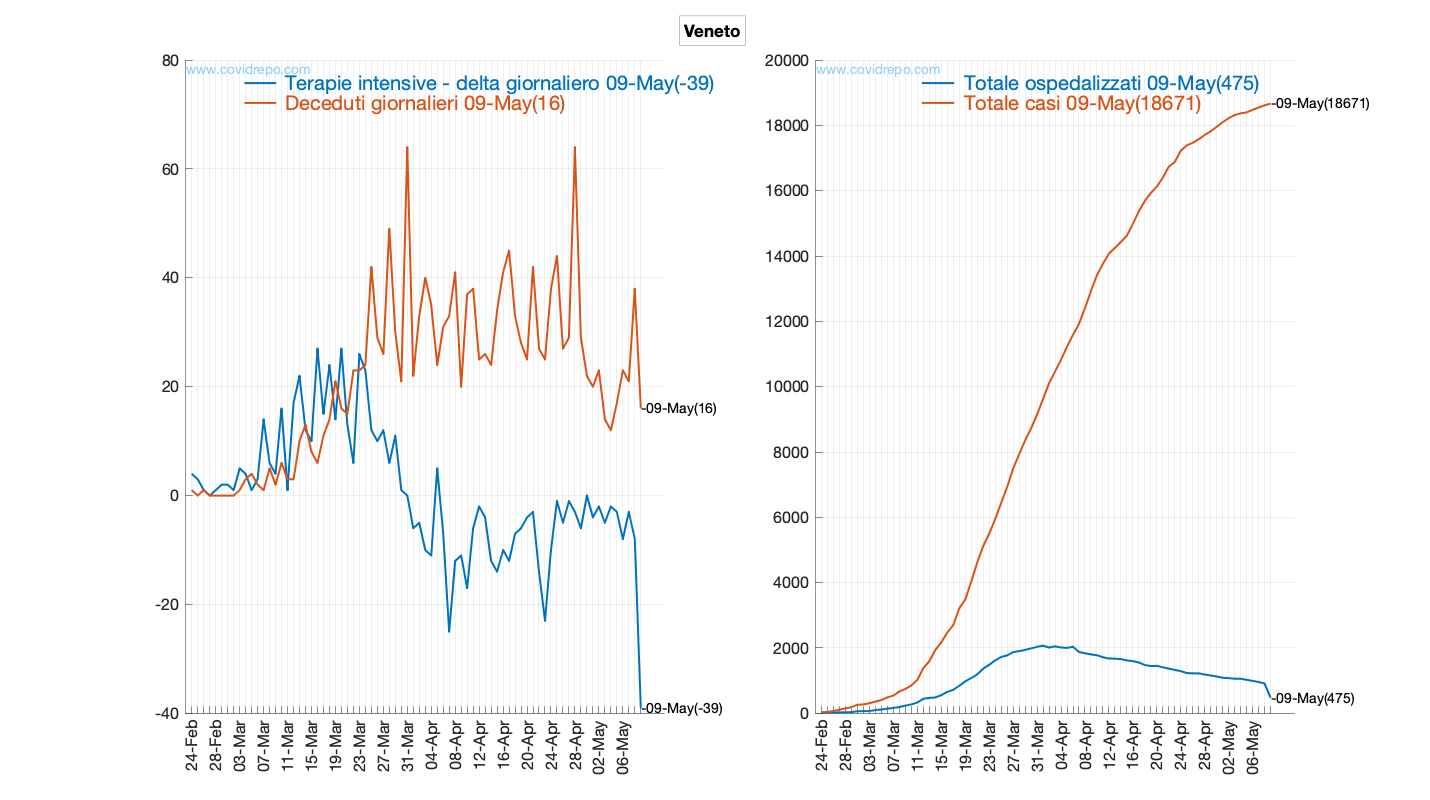 Veneto
www.covidrepo.com
Terapie intensive - delta giornaliero 09-May(-39)
Deceduti giornalieri 09-May(16)
80
60
40
20
0
-20
-40
-09-May(16)
-09-May(-39)
24-Feb
28-Feb
03-Mar
07-Mar
11-Mar
15-Mar
19-Mar
23-Mar
27-Mar
31-Mar
04-Apr
08-Apr
12-Apr
16-Apr
20-Apr
24-Apr
28-Apr
02-May
06-May
www.covidrepo.com
Totale ospedalizzati 09-May(475)
Totale casi 09-May(18671)
20000
18000
16000
14000
12000
10000
8000
6000
4000
2000
0
-09-May(18671)
-09-May(475)
24-Feb
28-Feb
03-Mar
07-Mar
11-Mar
15-Mar
19-Mar
23-Mar
27-Mar
31-Mar
04-Apr
08-Apr
12-Apr
16-Apr
20-Apr
24-Apr
28-Apr
02-May
06-May